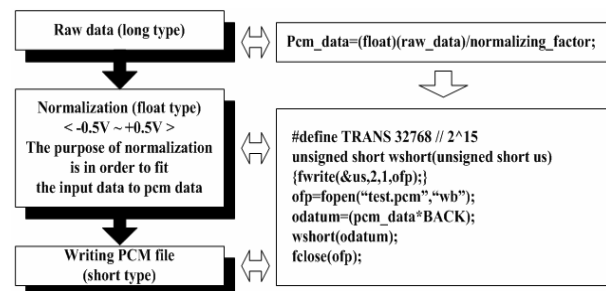 Raw data (long type)
Pcm_data=(float)(raw_data)/normalizing_factor;
Normalization (float type)
< -0.5V ~ +0.5V >
The purpose of normalization
is in order to fit
the input data to pcm data
#define TRANS 32768 // 2^15
unsigned short wshort(unsigned short us)
{fwrite(&us,2,1,ofp);}
ofp=fopen(“test.pcm”,“wb”);
odatum=(pcm_data*BACK);
wshort(odatum);
fclose(ofp);
Writing PCM file
(short type)